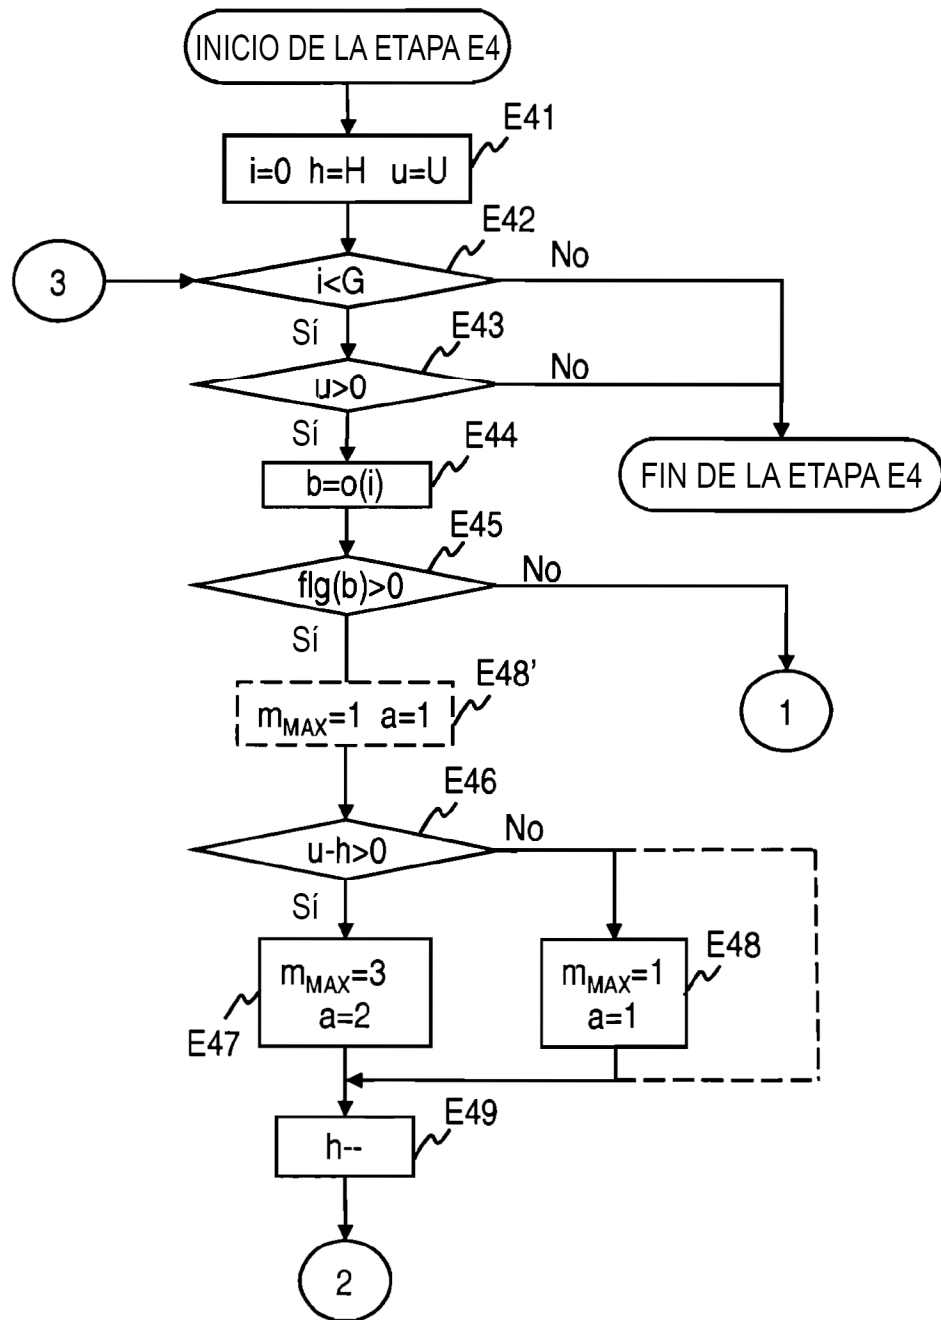 INICIO DE LA ETAPA E4
E41
i=0 h=H u=U
E42
3
i<G
No
Sí
E43
u>0
No
Sí
E44
b=o(i)
FIN DE LA ETAPA E4
E45
flg(b)>0
No
Sí
E48’
mMAX=1 a=1
1
E46
u-h>0
No
Sí
mMAX=3
a=2
E47
E48
mMAX=1
a=1
E49
h--
2